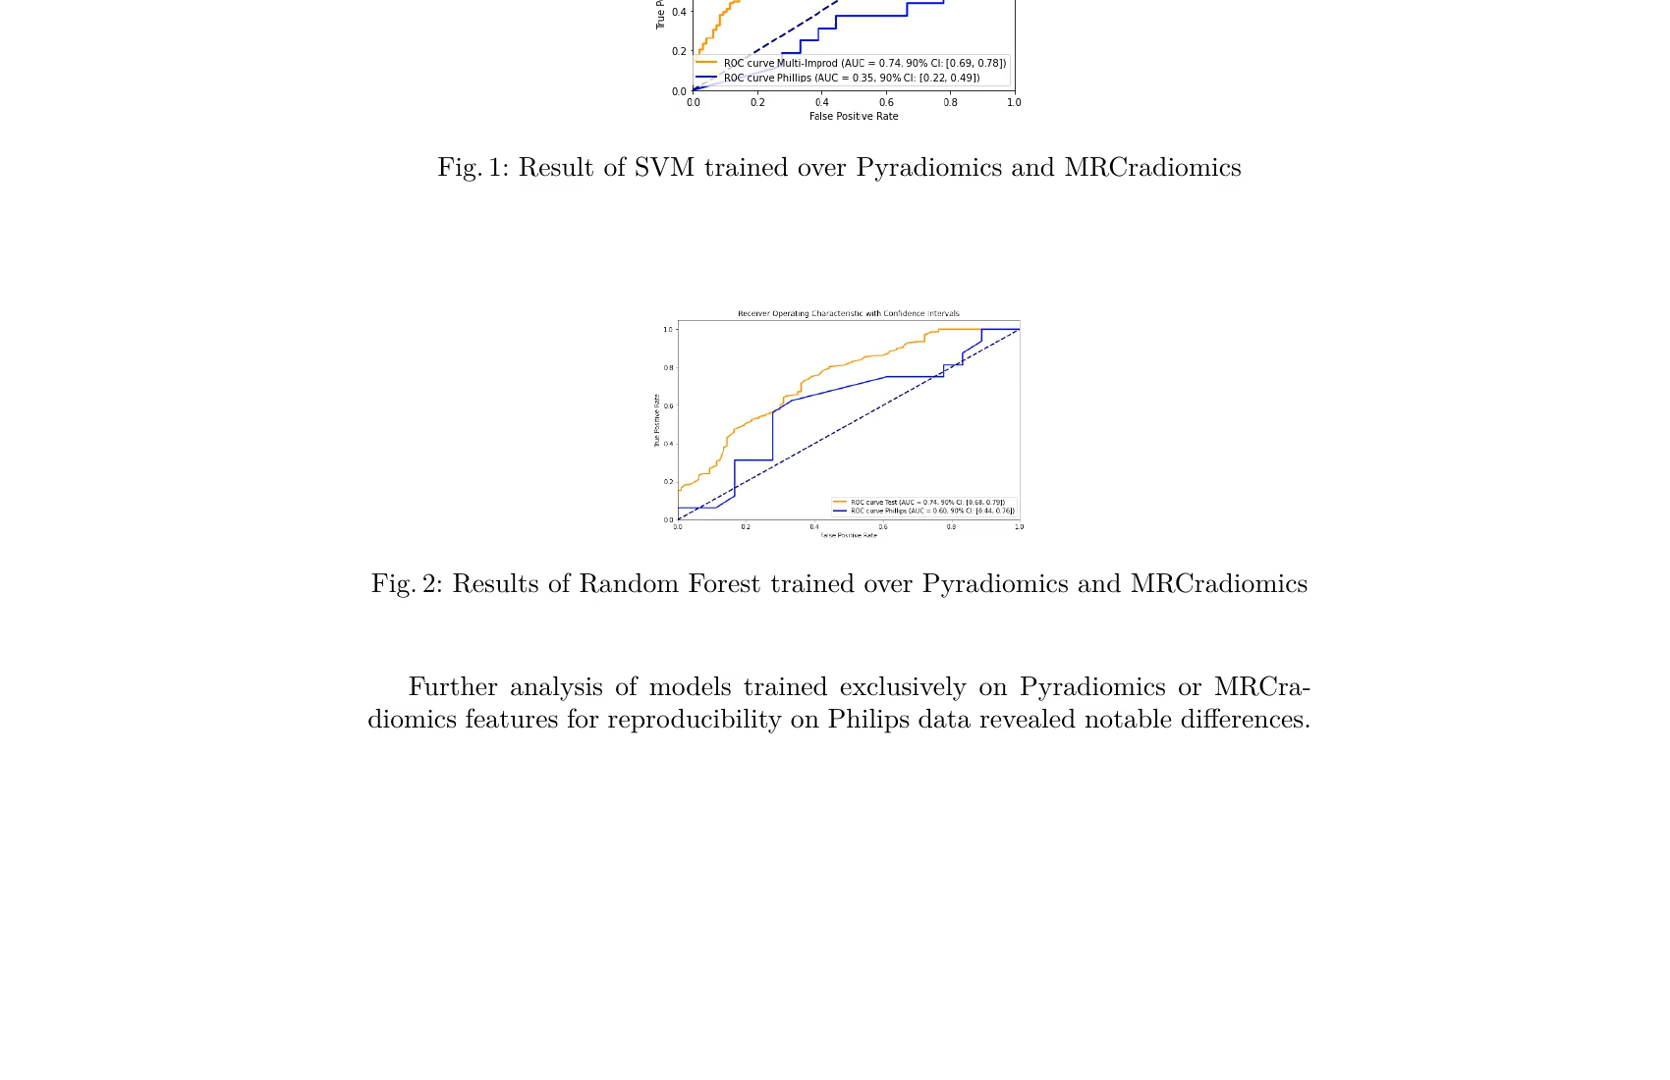 True P
0.4
0.2
ROC curve Multi-Improd (AUC = 0.74, 90% CI: [0.69, 0.78])
ROC curve Phillips (AUC = 0.35, 90% CI: [0.22, 0.49])
0.0
0.0 0.2 0.4 0.6 0.8 1.0
False Positive Rate
Fig. 1: Result of SVM trained over Pyradiomics and MRCradiomics
Receiver Operating Characteristic with Confidence Intervals
1.0
0.8
0.6
True Positive Rate
0.4
0.2
ROC curve Test (AUC = 0.74, 90% CI: [0.68, 0.79])
ROC curve Phillips (AUC = 0.60, 90% CI: [0.44, 0.76])
0.0
0.0 0.2 0.4 0.6 0.8 1.0
False Positive Rate
Fig. 2: Results of Random Forest trained over Pyradiomics and MRCradiomics
Further analysis of models trained exclusively on Pyradiomics or MRCra-
diomics features for reproducibility on Philips data revealed notable differences.